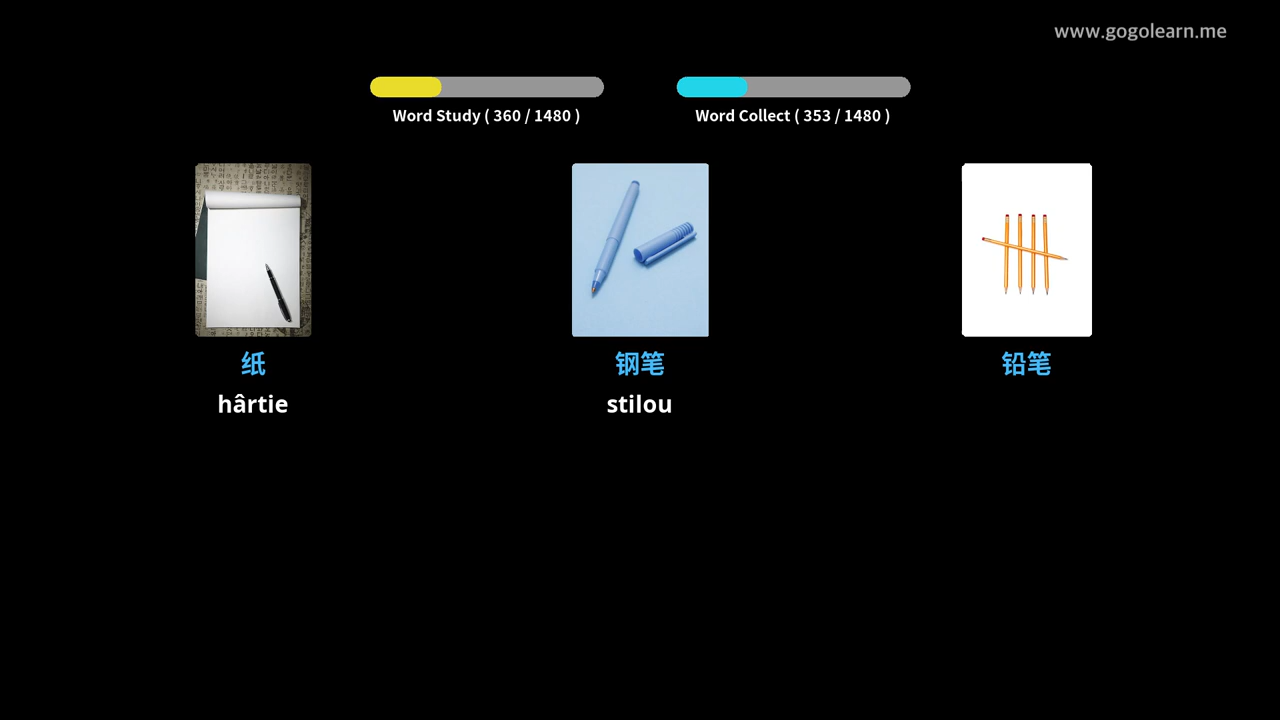 www.gogolearn.me
Word Study ( 360 / 1480 )
Word Collect ( 353 / 1480 )
纸
钢笔
铅笔
hârtie
stilou